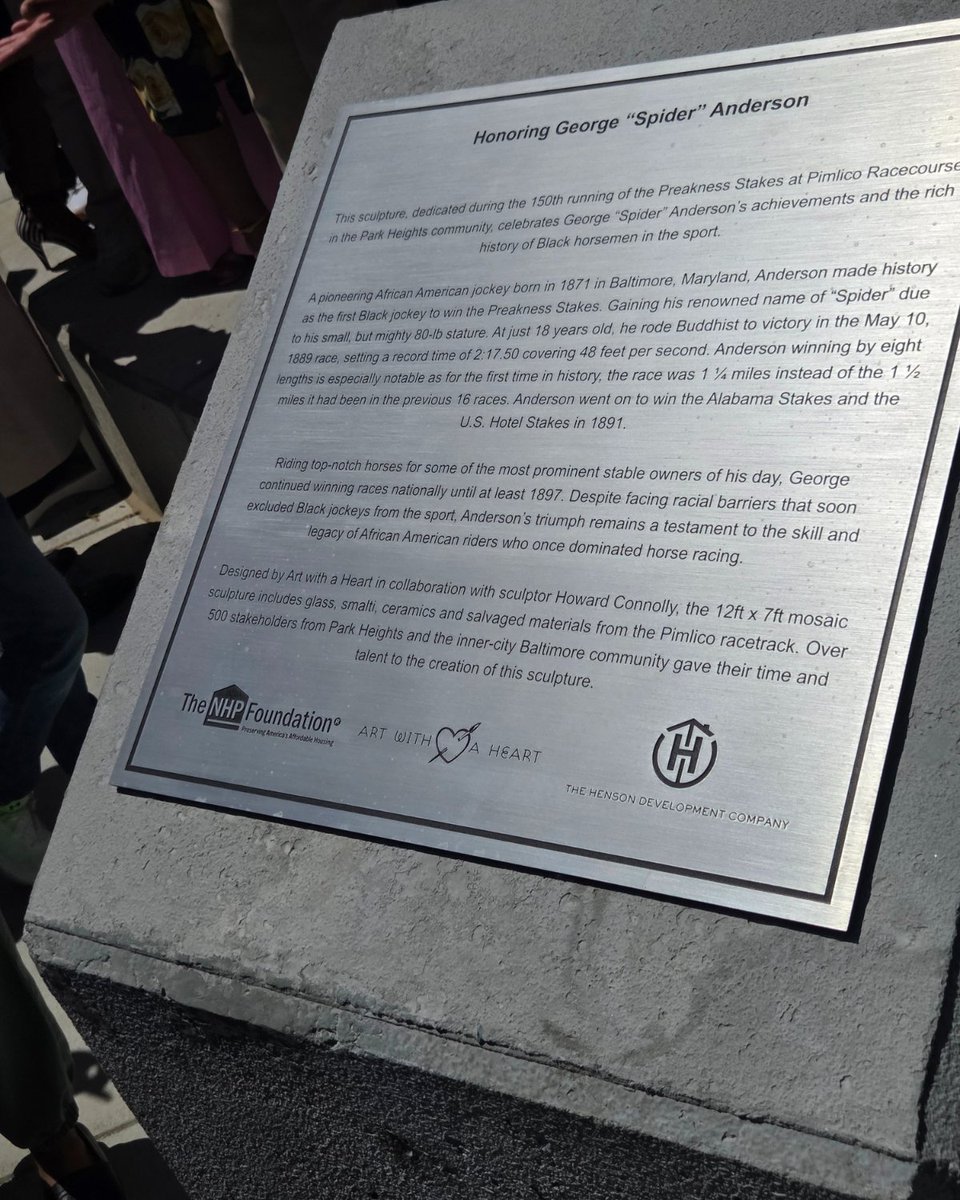 Honoring George “Spider” Anderson
This sculpture, dedicated during the 150th running of the Preakness Stakes at Pimlico Racecourse
in the Park Heights community, celebrates George “Spider” Anderson’s achievements and the rich
history of Black horsemen in the sport.
A pioneering African American jockey born in 1871 in Baltimore, Maryland, Anderson made history
as the first Black jockey to win the Preakness Stakes. Gaining his renowned name of “Spider” due
to his small, but mighty 80-lb stature. At just 18 years old, he rode Buddhist to victory in the May 10,
1889 race, setting a record time of 2:17.50 covering 48 feet per second. Anderson winning by eight
lengths is especially notable as for the first time in history, the race was 1 ¼ miles instead of the 1 ½
miles it had been in the previous 16 races. Anderson went on to win the Alabama Stakes and the
U.S. Hotel Stakes in 1891.
Riding top-notch horses for some of the most prominent stable owners of his day, George
continued winning races nationally until at least 1897. Despite facing racial barriers that soon
excluded Black jockeys from the sport, Anderson’s triumph remains a testament to the skill and
legacy of African American riders who once dominated horse racing.
Designed by Art with a Heart in collaboration with sculptor Howard Connolly, the 12ft x 7ft mosaic
sculpture includes glass, smalti, ceramics and salvaged materials from the Pimlico racetrack. Over
500 stakeholders from Park Heights and the inner-city Baltimore community gave their time and
talent to the creation of this sculpture.
The NHP Foundation®
Preserving America's Affordable Housing
ART WITH A HEART
H
THE HENSON DEVELOPMENT COMPANY